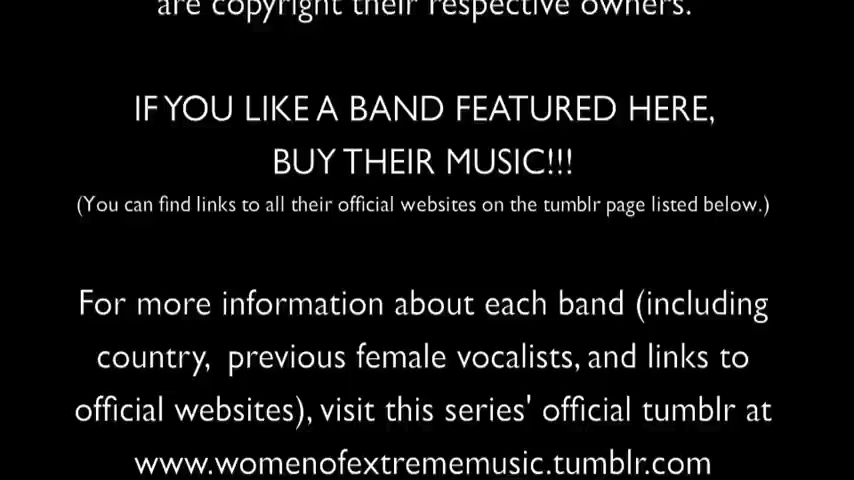 are copyright their respective owners.
IF YOU LIKE A BAND FEATURED HERE,
BUY THEIR MUSIC!!!
(You can find links to all their official websites on the tumblr page listed below.)
For more information about each band (including
country, previous female vocalists, and links to
official websites), visit this series' official tumblr at
www.womenofextrememusic.tumblr.com